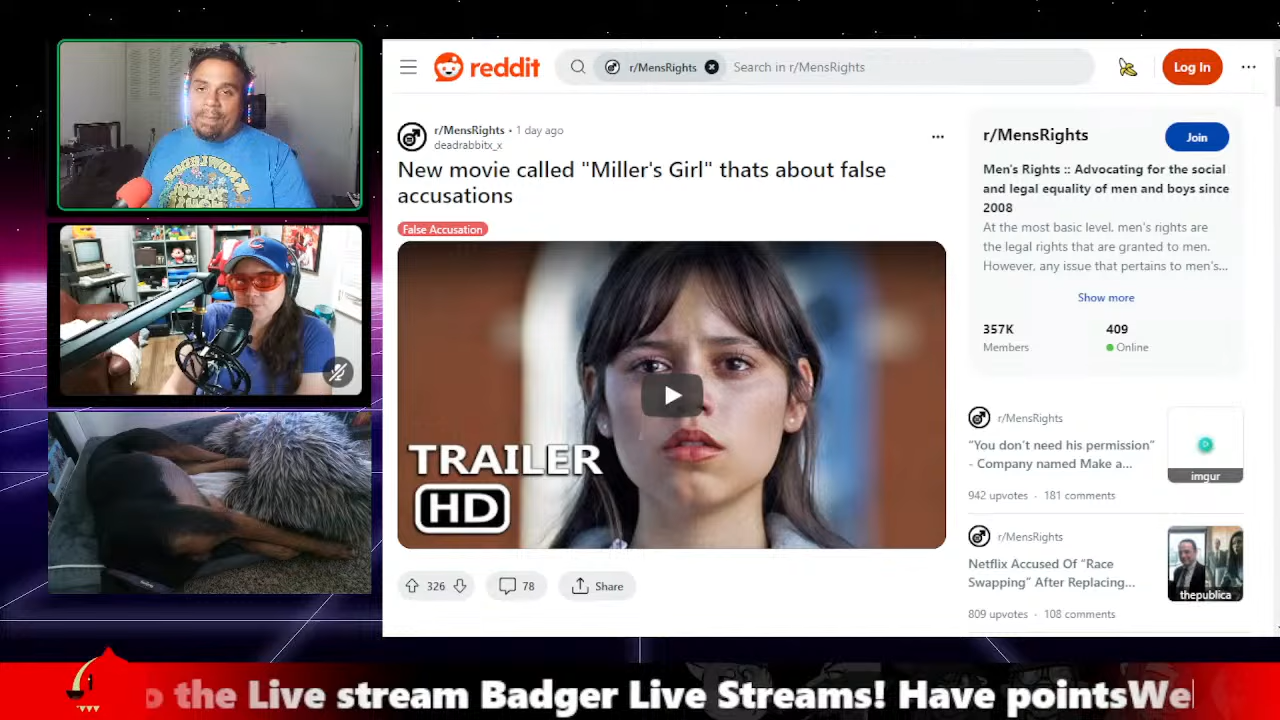 reddit
r/MensRights
Search in r/MensRights
Log In
r/MensRights • 1 day ago
deadrabbitx_x
New movie called "Miller's Girl" thats about false
accusations
False Accusation
TRAILER
HD
326
78
Share
r/MensRights
Join
Men's Rights :: Advocating for the social
and legal equality of men and boys since
2008
At the most basic level, men's rights are
the legal rights that are granted to men.
However, any issue that pertains to men's...
Show more
357K
409
Members
Online
r/MensRights
“You don’t need his permission”
- Company named Make a...
imgur
942 upvotes · 181 comments
r/MensRights
Netflix Accused Of “Race
Swapping” After Replacing...
thepublica
809 upvotes · 108 comments
o the Live stream Badger Live Streams! Have pointsWe